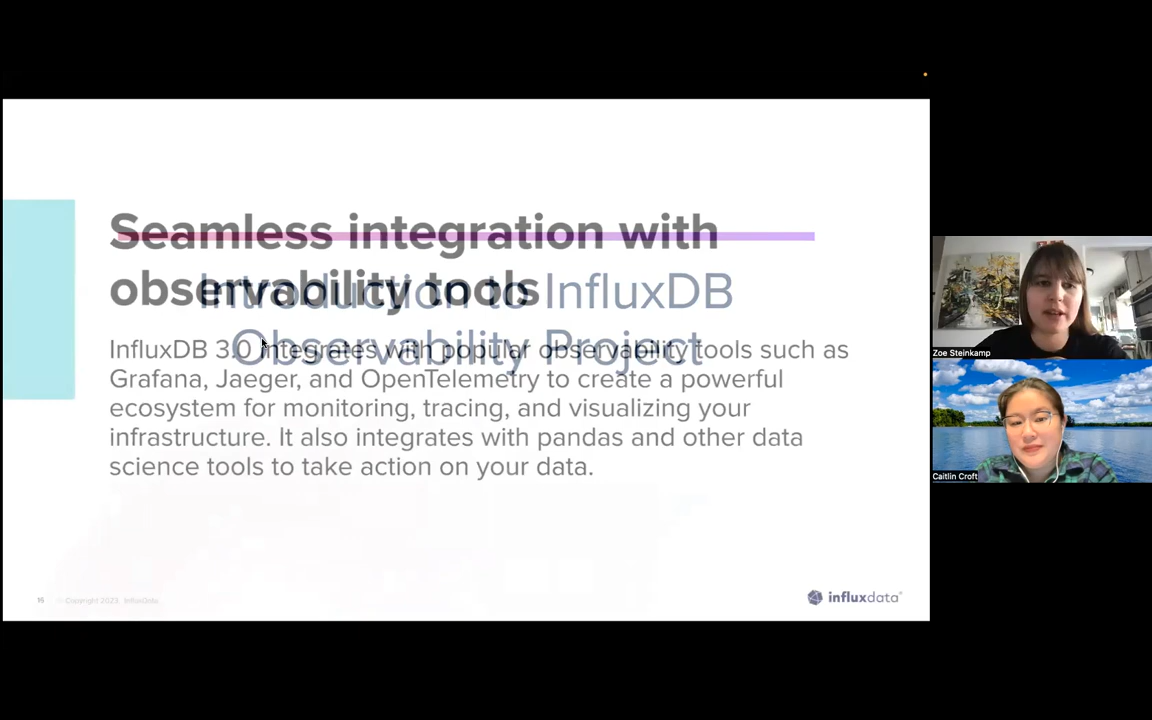 Seamless integration with
observability tools
Introduction to InfluxDB
Observability Project
InfluxDB 3.0 integrates with popular observability tools such as
Grafana, Jaeger, and OpenTelemetry to create a powerful
ecosystem for monitoring, tracing, and visualizing your
infrastructure. It also integrates with pandas and other data
science tools to take action on your data.
15 © Copyright 2023, InfluxData
influxdata®
Zoe Steinkamp
Caitlin Croft